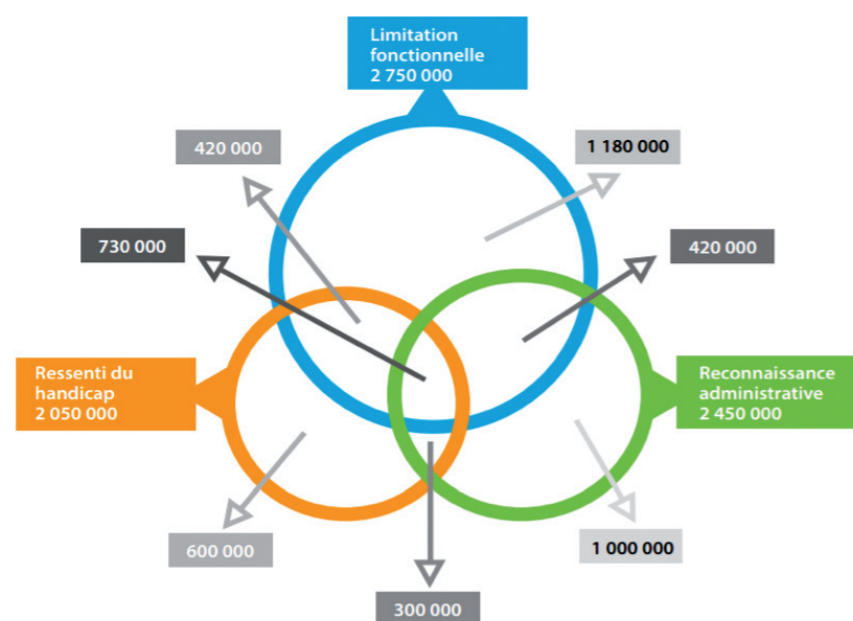 Limitation
fonctionnelle
2 750 000
420 000
1 180 000
730 000
420 000
Ressenti du
handicap
2 050 000
Reconnaissance
administrative
2 450 000
600 000
1 000 000
300 000